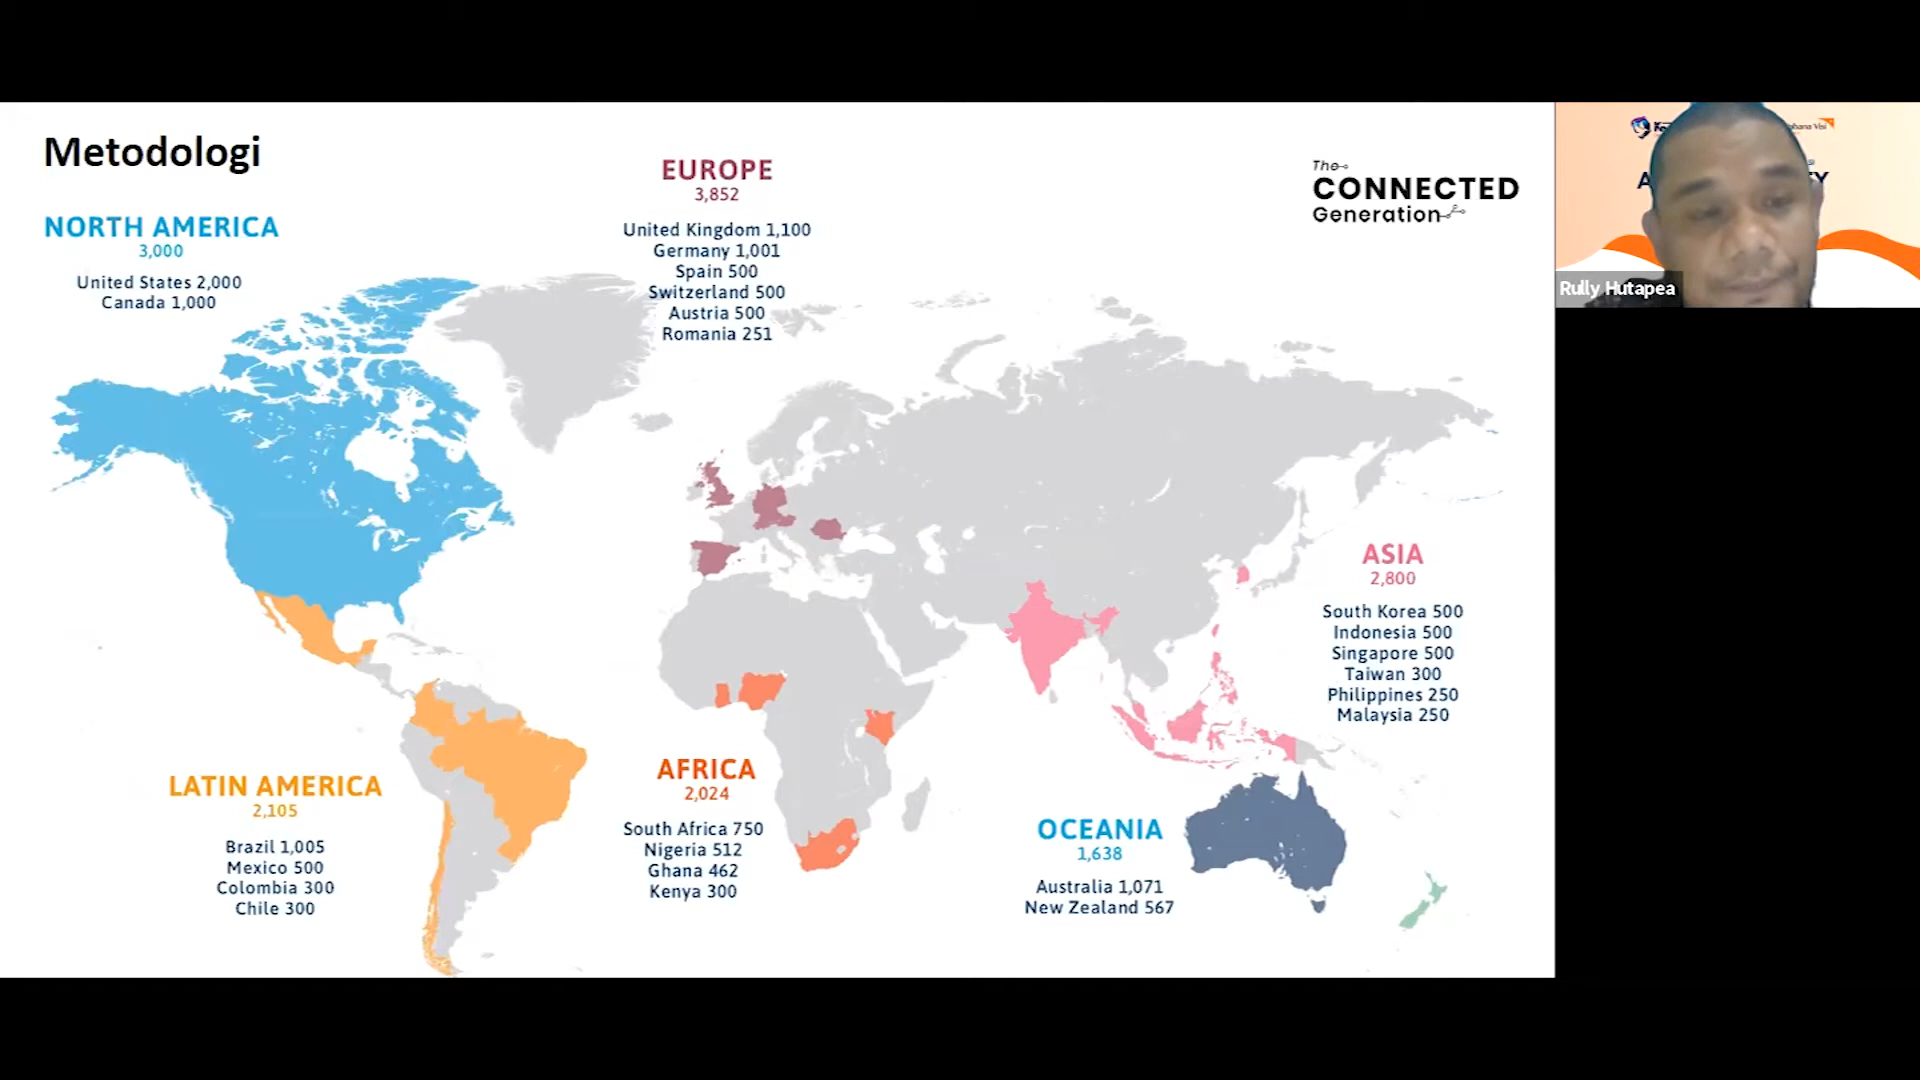 Metodologi
NORTH AMERICA
3,000
United States 2,000
Canada 1,000
EUROPE
3,852
United Kingdom 1,100
Germany 1,001
Spain 500
Switzerland 500
Austria 500
Romania 251
The
CONNECTED
Generation
ASIA
2,800
South Korea 500
Indonesia 500
Singapore 500
Taiwan 300
Philippines 250
Malaysia 250
LATIN AMERICA
2,105
Brazil 1,005
Mexico 500
Colombia 300
Chile 300
AFRICA
2,024
South Africa 750
Nigeria 512
Ghana 462
Kenya 300
OCEANIA
1,638
Australia 1,071
New Zealand 567
Rully Hutapea